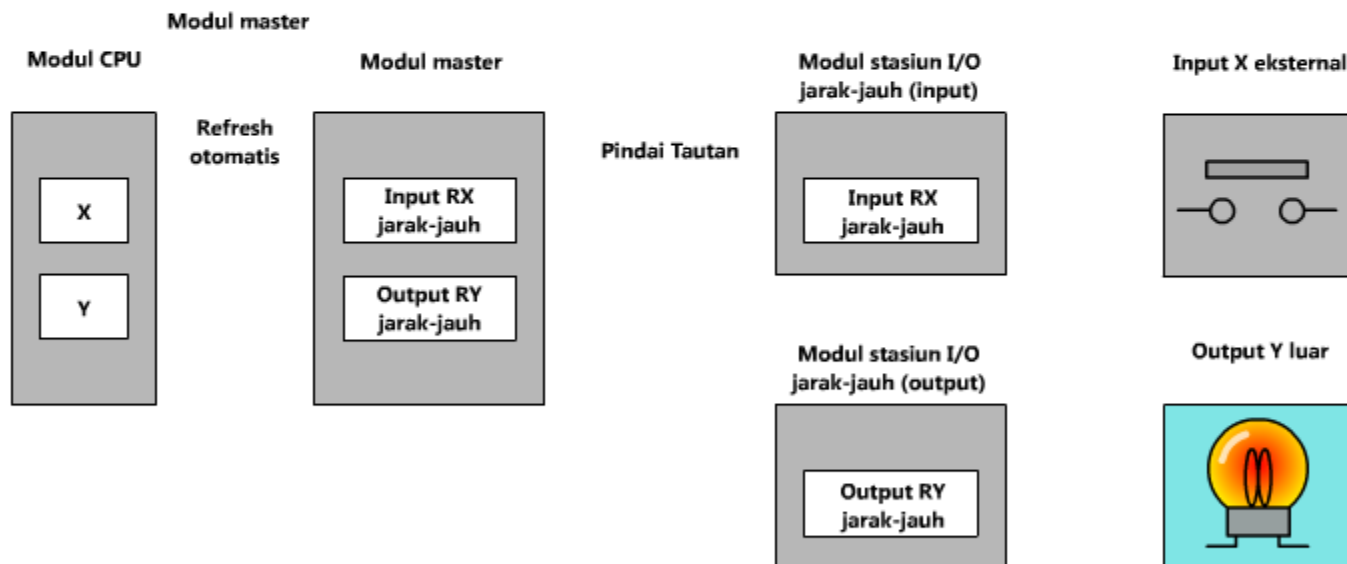 Modul master
Modul CPU
Modul master
Modul stasiun I/O
jarak-jauh (input)
Input X eksternal
Refresh
otomatis
Pindai Tautan
X
Input RX
jarak-jauh
Input RX
jarak-jauh
Y
Output RY
jarak-jauh
Modul stasiun I/O
jarak-jauh (output)
Output Y luar
Output RY
jarak-jauh